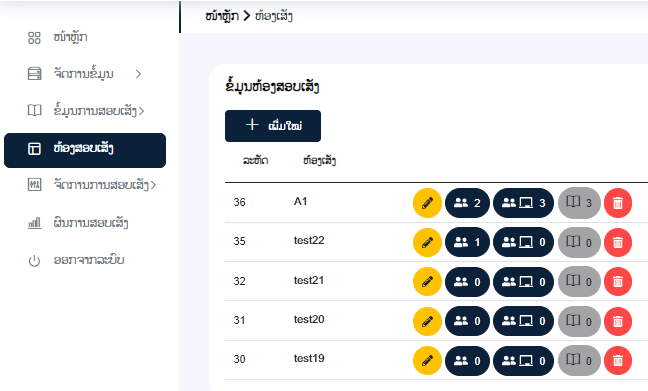 ໜ້າຫຼັກ
ຈັດການຂໍ້ມູນ
ຂໍ້ມູນການສອບເສັງ
ຫ້ອງສອບເສັງ
ຈັດການການສອບເສັງ
ຜົນການສອບເສັງ
ອອກຈາກລະບົບ
ໜ້າຫຼັກ > ຫ້ອງເສັງ
ຂໍ້ມູນຫ້ອງສອບເສັງ
+ ເພີ່ມໃໝ່
ລະຫັດ ຫ້ອງເສັງ
36 A1 2 3 3
35 test22 1 0 0
32 test21 0 0 0
31 test20 0 0 0
30 test19 0 0 0